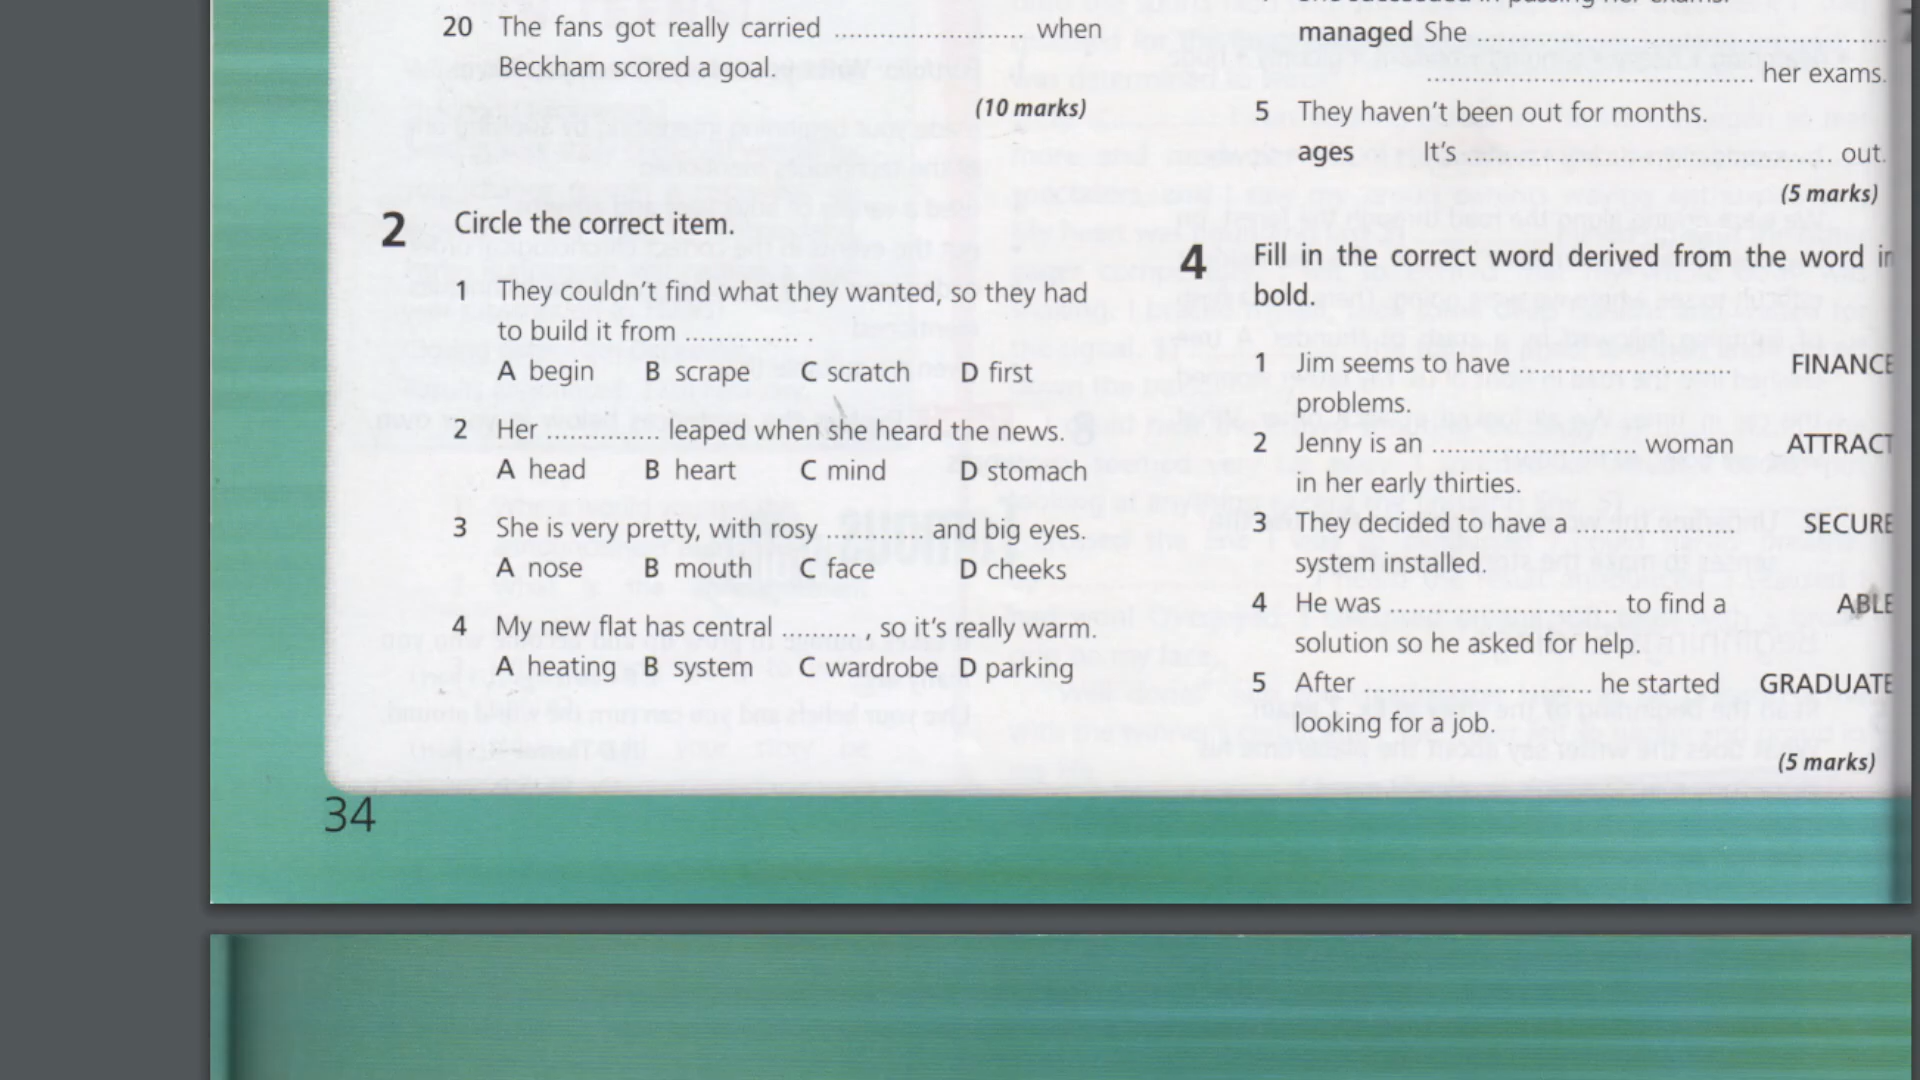 20 The fans got really carried ......................... when
Beckham scored a goal.
(10 marks)
2 Circle the correct item.
1 They couldn't find what they wanted, so they had
to build it from ............... .
A begin B scrape C scratch D first
2 Her ............... leaped when she heard the news.
A head B heart C mind D stomach
3 She is very pretty, with rosy ............. and big eyes.
A nose B mouth C face D cheeks
4 My new flat has central .........., so it's really warm.
A heating B system C wardrobe D parking
34
managed She .......................................................
........................................... her exams.
5 They haven't been out for months.
ages It's ................................................. out.
(5 marks)
4 Fill in the correct word derived from the word in
bold.
1 Jim seems to have ............................ FINANCE
problems.
2 Jenny is an ........................... woman ATTRACT
in her early thirties.
3 They decided to have a ...................... SECURE
system installed.
4 He was .............................. to find a ABLE
solution so he asked for help.
5 After .............................. he started GRADUATE
looking for a job.
(5 marks)